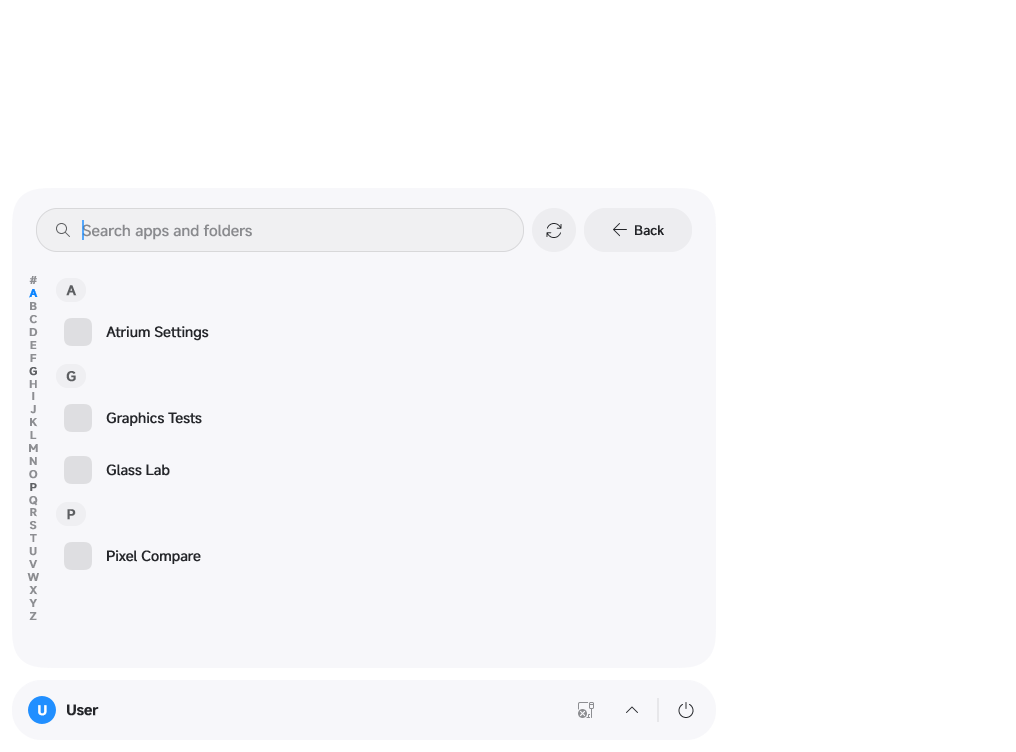 Search apps and folders
Back
#
A
B
C
D
E
F
G
H
I
J
K
L
M
N
O
P
Q
R
S
T
U
V
W
X
Y
Z
A
Atrium Settings
G
Graphics Tests
Glass Lab
P
Pixel Compare
U
User